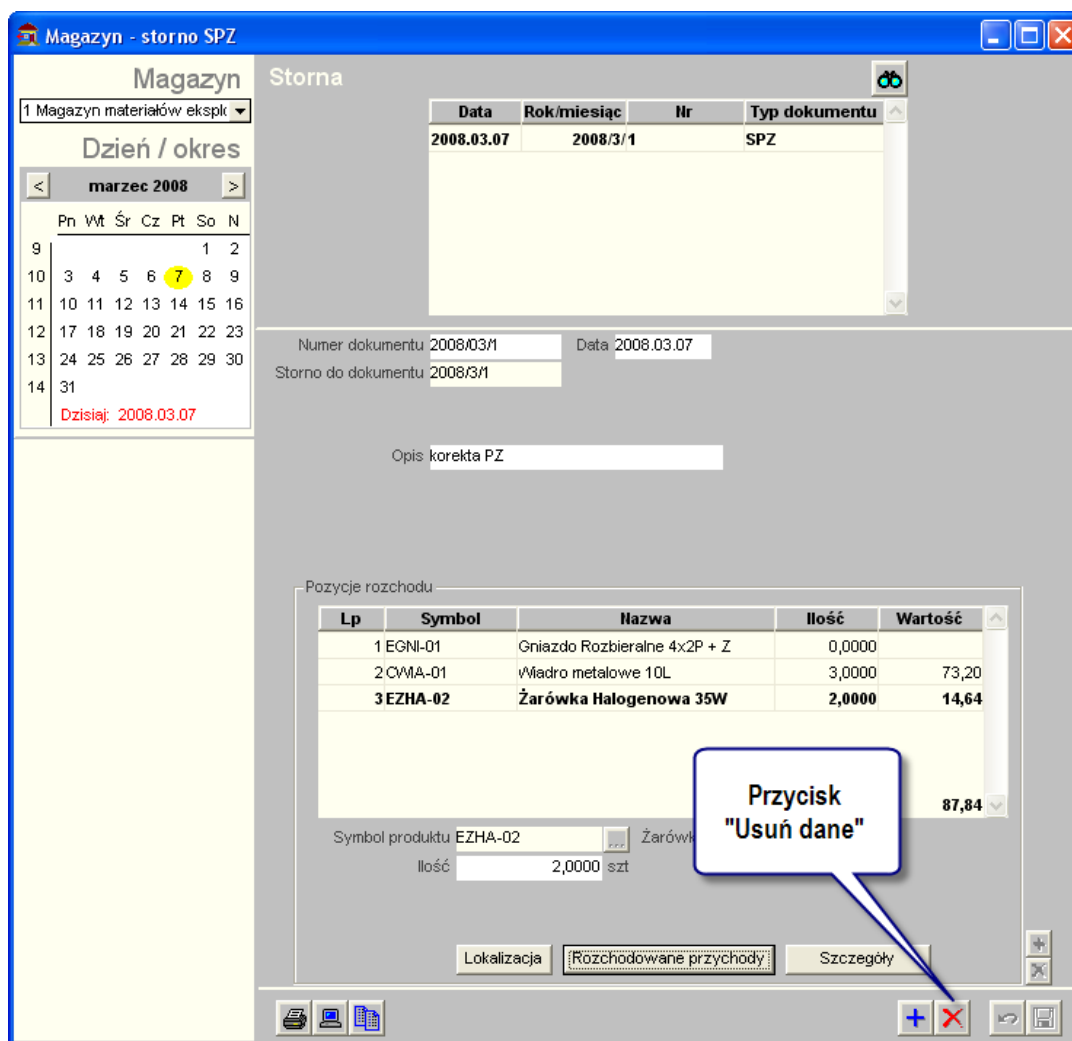 Magazyn - storno SPZ
Magazyn
1 Magazyn materiałów ekspl
Dzień / okres
< marzec 2008 >
Pn Wt Śr Cz Pt So N
9 1 2
10 3 4 5 6 7 8 9
11 10 11 12 13 14 15 16
12 17 18 19 20 21 22 23
13 24 25 26 27 28 29 30
14 31
Dzisiaj: 2008.03.07
Storna
Data Rok/miesiąc Nr Typ dokumentu
2008.03.07 2008/3/1 SPZ
Numer dokumentu 2008/03/1 Data 2008.03.07
Storno do dokumentu 2008/3/1
Opis korekta PZ
Pozycje rozchodu
Lp Symbol Nazwa Ilość Wartość
1 EGNI-01 Gniazdo Rozbieralne 4x2P + Z 0,0000
2 CWIA-01 Wiadro metalowe 10L 3,0000 73,20
3 EZHA-02 Żarówka Halogenowa 35W 2,0000 14,64
87,84
Symbol produktu EZHA-02 ... Żarówk
Ilość 2,0000 szt
Przycisk
"Usuń dane"
Lokalizacja Rozchodowane przychody Szczegóły